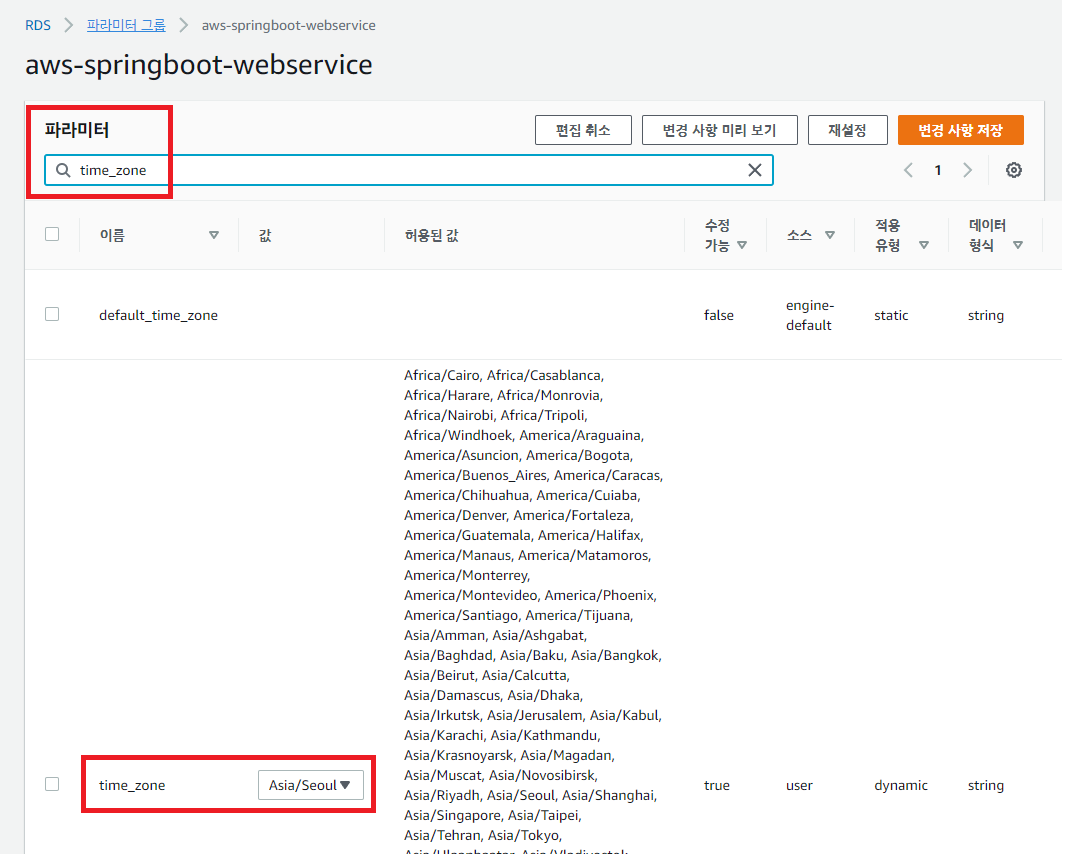 RDS > 파라미터 그룹 > aws-springboot-webservice
aws-springboot-webservice
파라미터
편집 취소 변경 사항 미리 보기 재설정 변경 사항 저장
time_zone
1
이름 값 허용된 값 수정 가능 소스 적용 유형 데이터 형식
default_time_zone false engine-default static string
Africa/Cairo, Africa/Casablanca,
Africa/Harare, Africa/Monrovia,
Africa/Nairobi, Africa/Tripoli,
Africa/Windhoek, America/Araguaina,
America/Asuncion, America/Bogota,
America/Buenos_Aires, America/Caracas,
America/Chihuahua, America/Cuiaba,
America/Denver, America/Fortaleza,
America/Guatemala, America/Halifax,
America/Manaus, America/Matamoros,
America/Monterrey,
America/Montevideo, America/Phoenix,
America/Santiago, America/Tijuana,
Asia/Amman, Asia/Ashgabat,
Asia/Baghdad, Asia/Baku, Asia/Bangkok,
Asia/Beirut, Asia/Calcutta,
Asia/Damascus, Asia/Dhaka,
Asia/Irkutsk, Asia/Jerusalem, Asia/Kabul,
Asia/Karachi, Asia/Kathmandu,
Asia/Krasnoyarsk, Asia/Magadan,
Asia/Muscat, Asia/Novosibirsk,
time_zone Asia/Seoul Asia/Riyadh, Asia/Seoul, Asia/Shanghai, true user dynamic string
Asia/Singapore, Asia/Taipei,
Asia/Tehran, Asia/Tokyo,